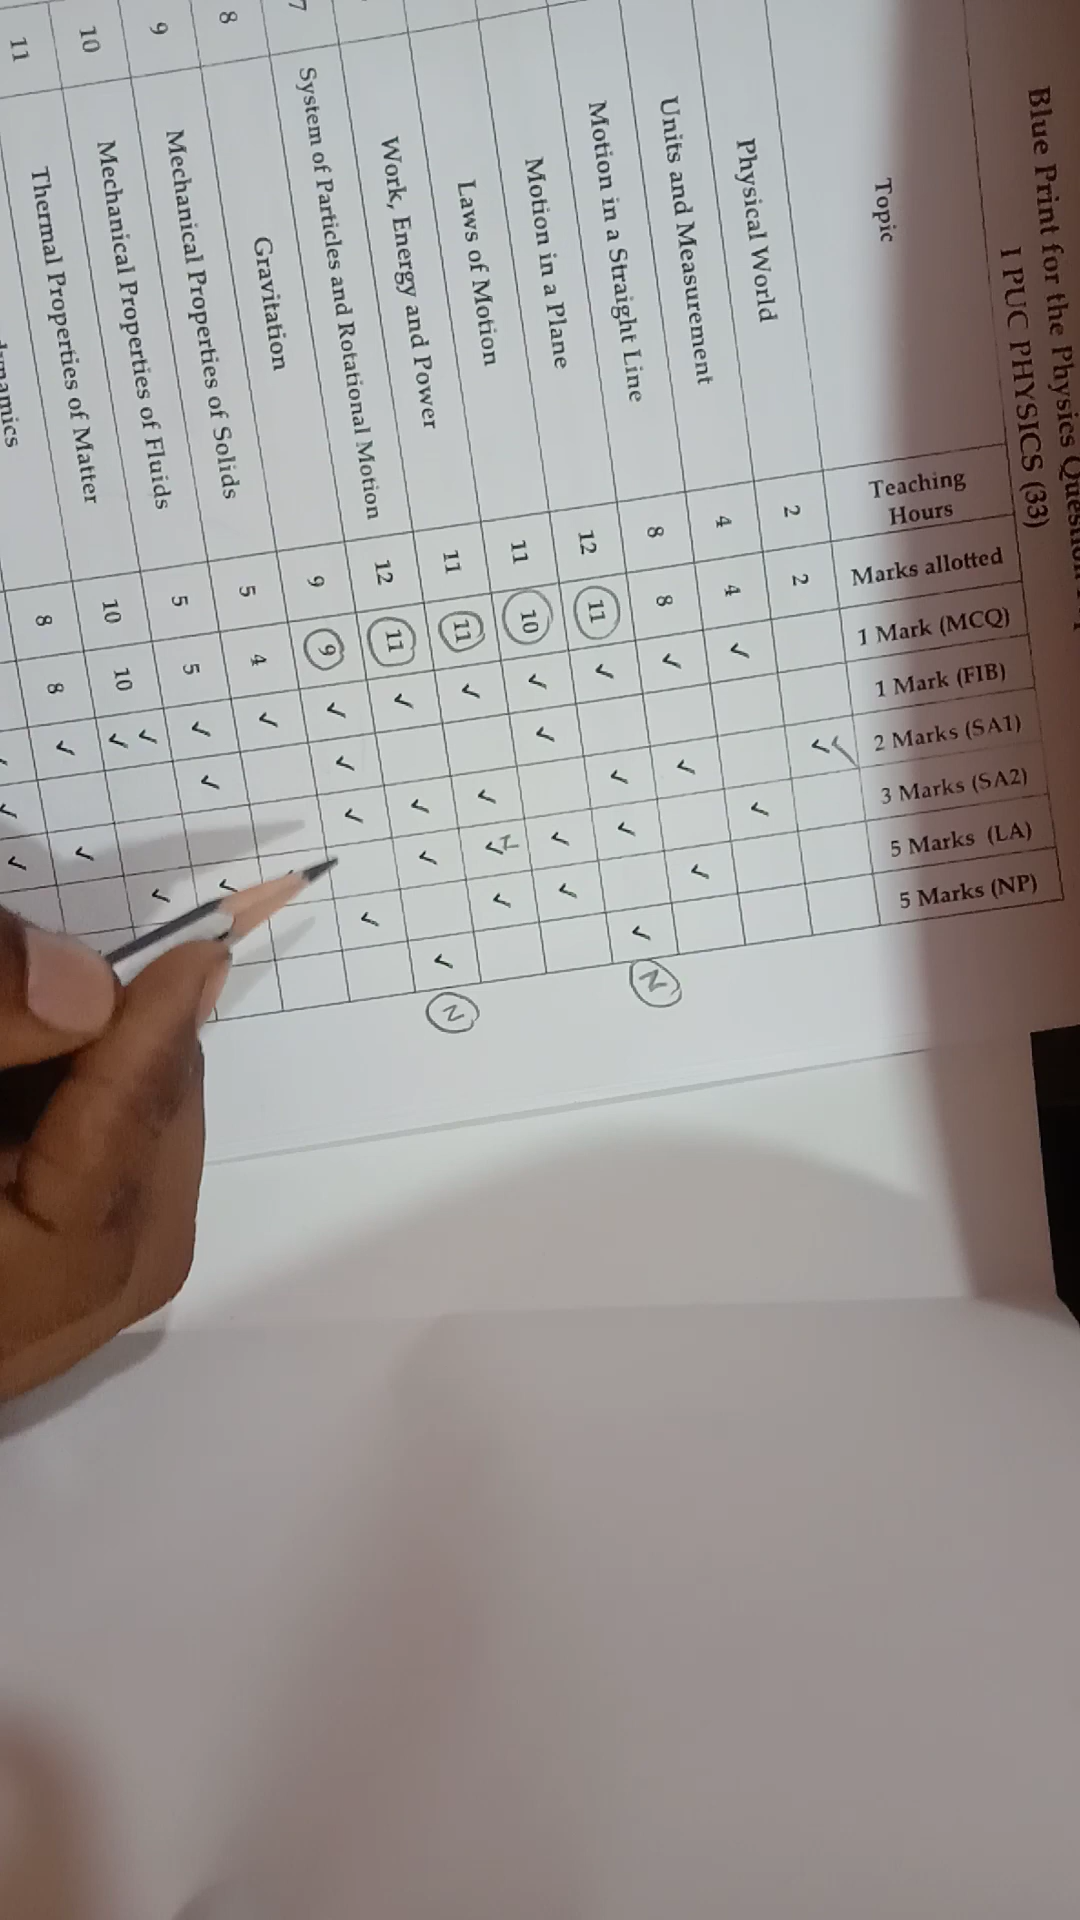 Blue Print for the Physics Question
I PUC PHYSICS (33)
Topic Teaching Hours Marks allotted 1 Mark (MCQ) 1 Mark (FIB) 2 Marks (SA1) 3 Marks (SA2) 5 Marks (LA) 5 Marks (NP)
Physical World 2 2 ✓
Units and Measurement 4 4 ✓ ✓
Motion in a Straight Line 8 8 ✓ ✓ ✓
Motion in a Plane 12 11 ✓ ✓ ✓ ✓ N
Laws of Motion 11 10 ✓ ✓ ✓ ✓
Work, Energy and Power 11 11 ✓ ✓ ✓ ✓
7 System of Particles and Rotational Motion 12 11 ✓ ✓ ✓ ✓ N
8 Gravitation 9 9 ✓ ✓ ✓ ✓
9 Mechanical Properties of Solids 5 4 ✓
10 Mechanical Properties of Fluids 5 5 ✓ ✓ ✓
11 Thermal Properties of Matter 10 10 ✓ ✓ ✓
8 8 ✓ ✓